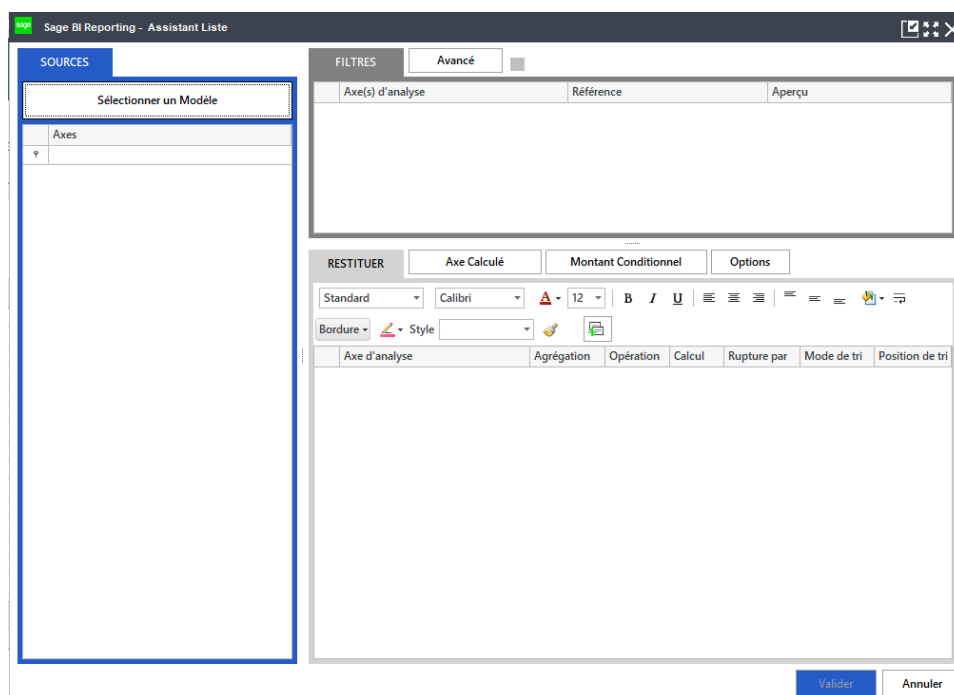 sage Sage BI Reporting - Assistant Liste
SOURCES
Sélectionner un Modèle
Axes
FILTRES Avancé
Axe(s) d'analyse Référence Aperçu
RESTITUER Axe Calculé Montant Conditionnel Options
Standard Calibri A 12 B I U
Bordure Style
Axe d'analyse Agrégation Opération Calcul Rupture par Mode de tri Position de tri
Valider Annuler